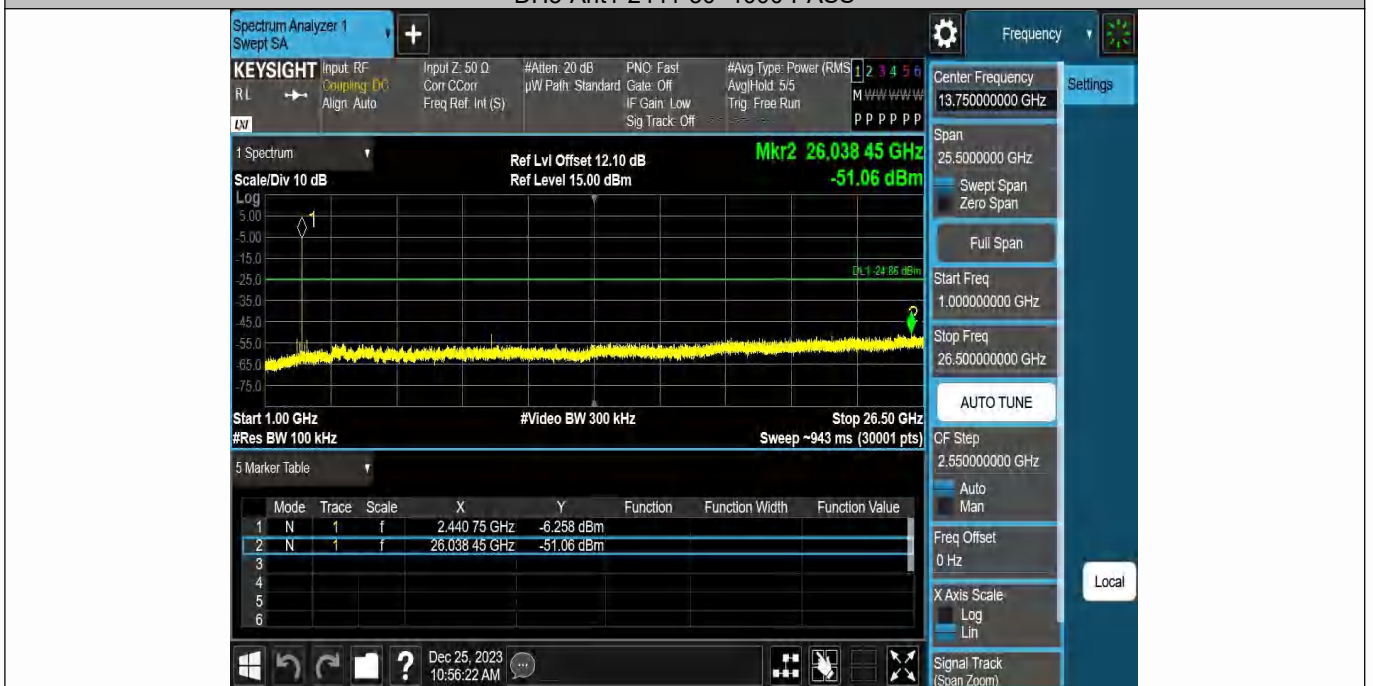 Spectrum Analyzer 1
Swept SA
Frequency
KEYSIGHT
RL
LXI
Input: RF
Coupling: DC
Align: Auto
Input Z: 50 Ω
Corr CCorr
Freq Ref: Int (S)
#Atten: 20 dB
µW Path: Standard
PNO: Fast
Gate: Off
IF Gain: Low
Sig Track: Off
#Avg Type: Power (RMS
Avg|Hold: 5/5
Trig: Free Run
1 2 3 4 5 6
M W W W W W
P P P P P P
1 Spectrum
Scale/Div 10 dB
Ref Lvl Offset 12.10 dB
Ref Level 15.00 dBm
Mkr2 26.038 45 GHz
-51.06 dBm
Log
5.00
-5.00
-15.0
-25.0
-35.0
-45.0
-55.0
-65.0
-75.0
1
2
DL1 -24.86 dBm
Start 1.00 GHz
#Video BW 300 kHz
Stop 26.50 GHz
#Res BW 100 kHz
Sweep ~943 ms (30001 pts)
5 Marker Table
Mode Trace Scale X Y Function Function Width Function Value
1 N 1 f 2.440 75 GHz -6.258 dBm
2 N 1 f 26.038 45 GHz -51.06 dBm
3
4
5
6
Dec 25, 2023
10:56:22 AM
Center Frequency
13.750000000 GHz
Settings
Span
25.5000000 GHz
Swept Span
Zero Span
Full Span
Start Freq
1.000000000 GHz
Stop Freq
26.500000000 GHz
AUTO TUNE
CF Step
2.550000000 GHz
Auto
Man
Freq Offset
0 Hz
X Axis Scale
Log
Lin
Local
Signal Track
(Span Zoom)